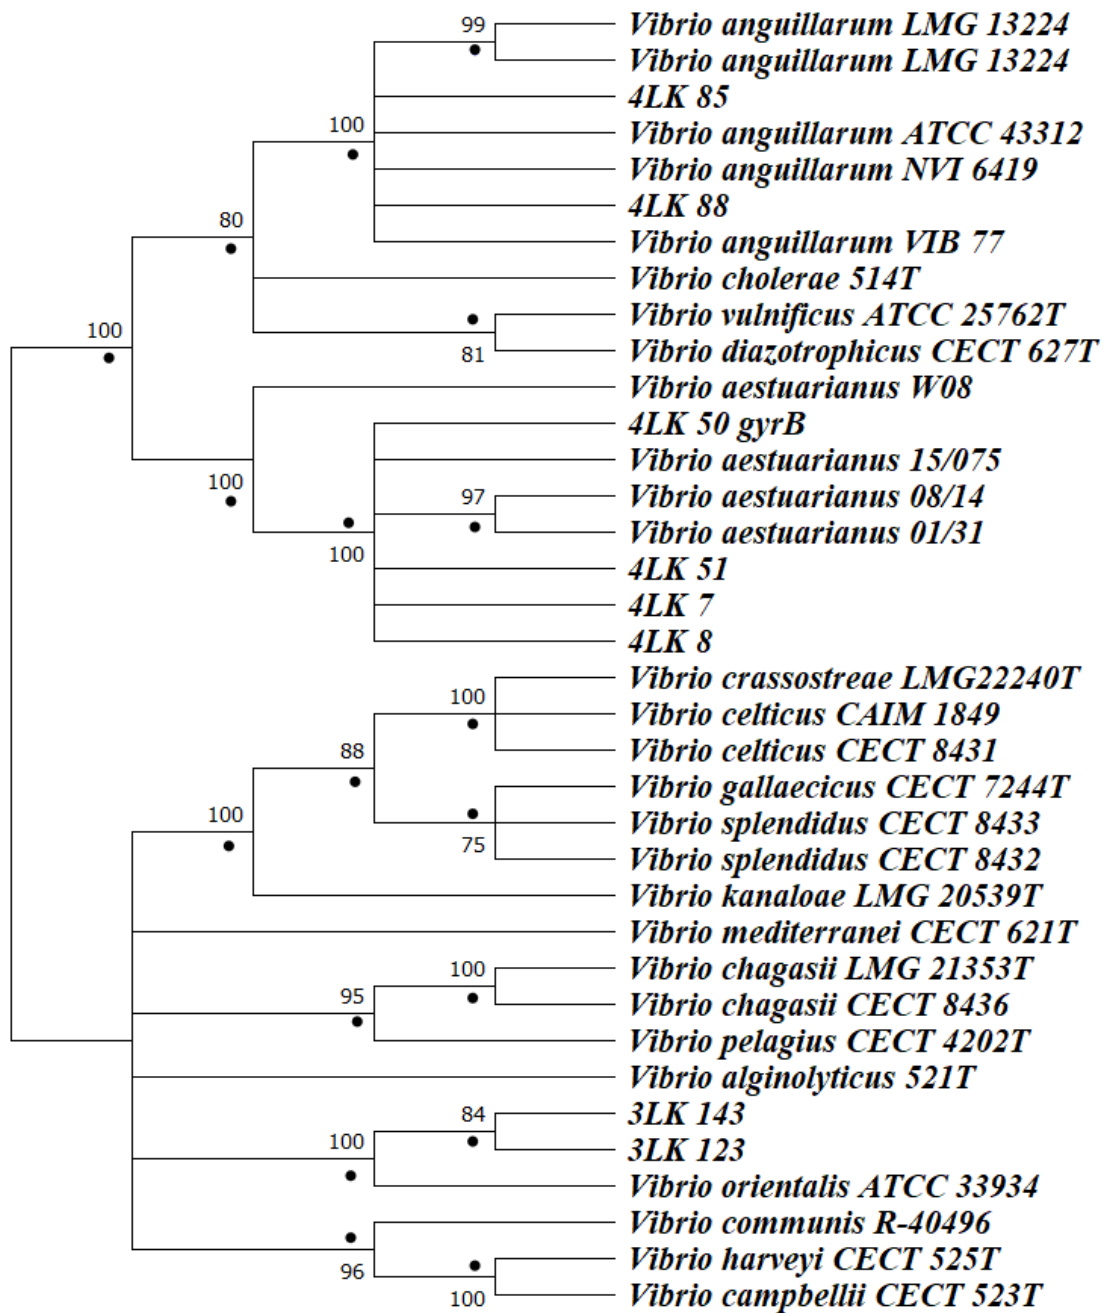 99
Vibrio anguillarum LMG 13224
Vibrio anguillarum LMG 13224
4LK 85
100
Vibrio anguillarum ATCC 43312
Vibrio anguillarum NVI 6419
4LK 88
80
Vibrio anguillarum VIB 77
Vibrio cholerae 514T
Vibrio vulnificus ATCC 25762T
100
81
Vibrio diazotrophicus CECT 627T
Vibrio aestuarianus W08
4LK 50 gyrB
Vibrio aestuarianus 15/075
100
97
Vibrio aestuarianus 08/14
Vibrio aestuarianus 01/31
100
4LK 51
4LK 7
4LK 8
Vibrio crassostreae LMG22240T
100
Vibrio celticus CAIM 1849
88
Vibrio celticus CECT 8431
Vibrio gallaecicus CECT 7244T
100
Vibrio splendidus CECT 8433
75
Vibrio splendidus CECT 8432
Vibrio kanaloae LMG 20539T
Vibrio mediterranei CECT 621T
100
Vibrio chagasii LMG 21353T
95
Vibrio chagasii CECT 8436
Vibrio pelagius CECT 4202T
Vibrio alginolyticus 521T
84
3LK 143
100
3LK 123
Vibrio orientalis ATCC 33934
Vibrio communis R-40496
96
Vibrio harveyi CECT 525T
100
Vibrio campbellii CECT 523T